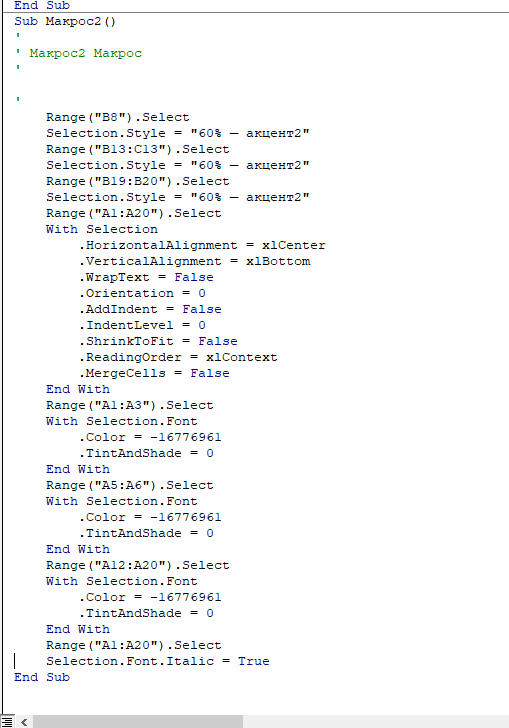 End Sub
Sub Макрос2()
'
' Макрос2 Макрос
'

'
    Range("B8").Select
    Selection.Style = "60% — акцент2"
    Range("B13:C13").Select
    Selection.Style = "60% — акцент2"
    Range("B19:B20").Select
    Selection.Style = "60% — акцент2"
    Range("A1:A20").Select
    With Selection
        .HorizontalAlignment = xlCenter
        .VerticalAlignment = xlBottom
        .WrapText = False
        .Orientation = 0
        .AddIndent = False
        .IndentLevel = 0
        .ShrinkToFit = False
        .ReadingOrder = xlContext
        .MergeCells = False
    End With
    Range("A1:A3").Select
    With Selection.Font
        .Color = -16776961
        .TintAndShade = 0
    End With
    Range("A5:A6").Select
    With Selection.Font
        .Color = -16776961
        .TintAndShade = 0
    End With
    Range("A12:A20").Select
    With Selection.Font
        .Color = -16776961
        .TintAndShade = 0
    End With
    Range("A1:A20").Select
    Selection.Font.Italic = True
End Sub